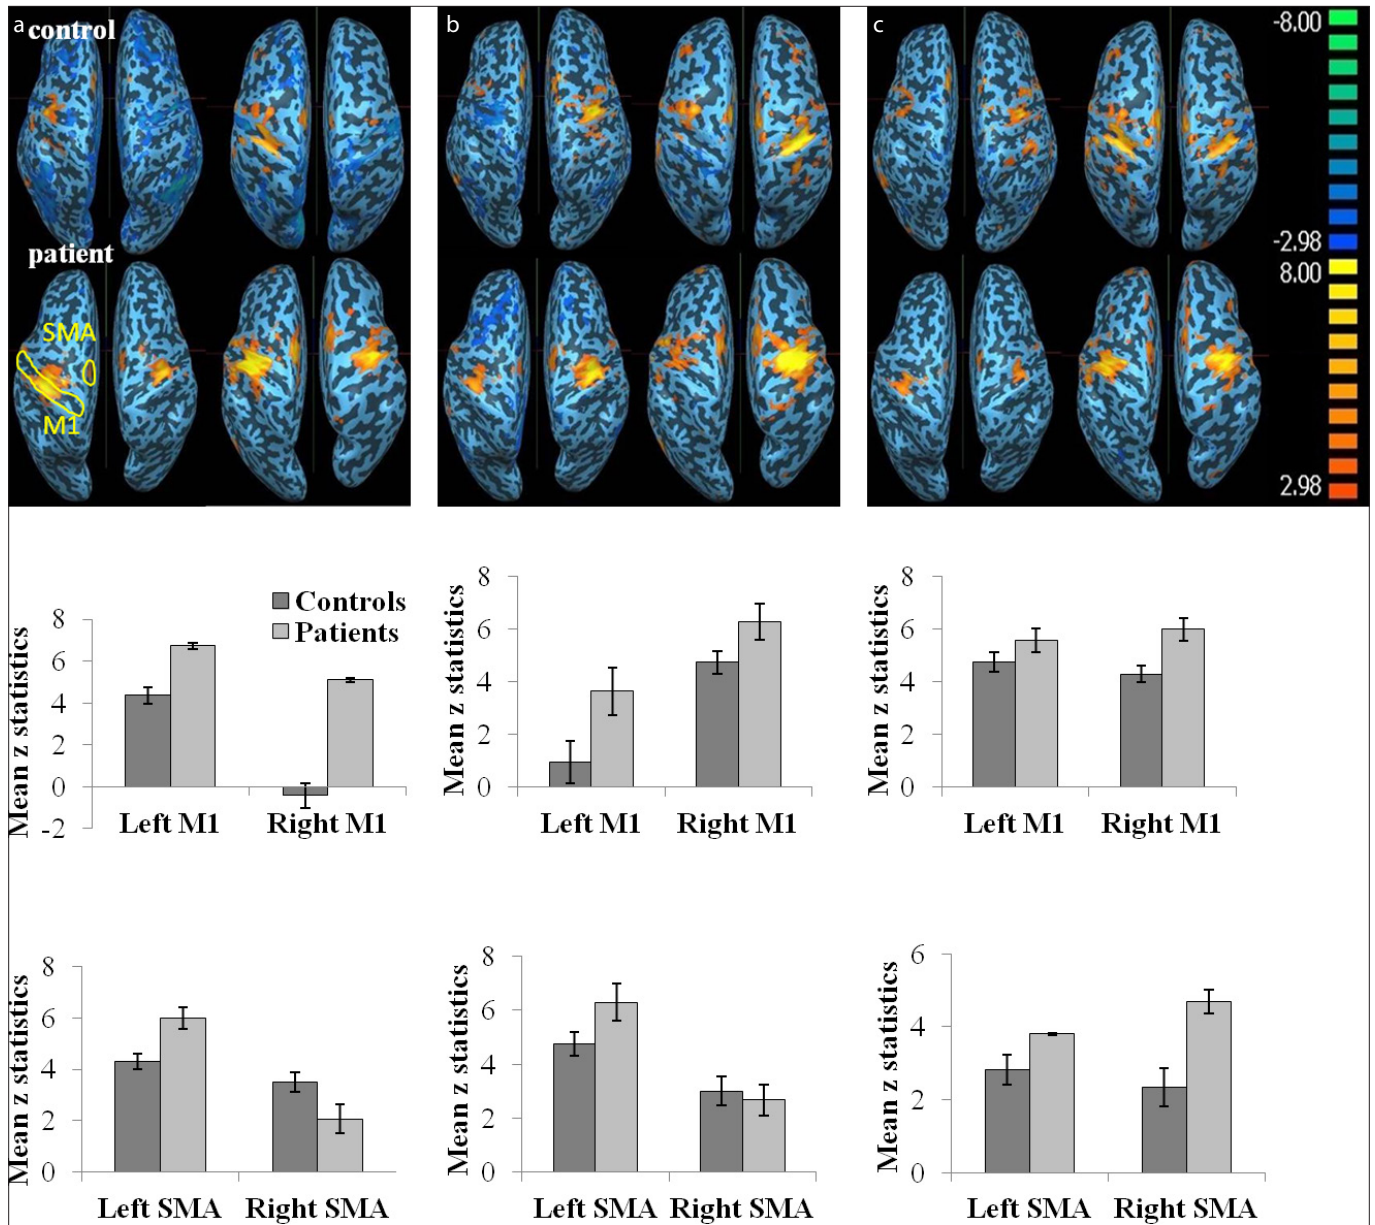 a
control
b
c
-8.00
-2.98
8.00
2.98
patient
SMA
M1
Controls
Patients
Mean z statistics
8
6
4
2
0
-2
Left M1
Right M1
Mean z statistics
8
6
4
2
0
Left M1
Right M1
Mean z statistics
8
6
4
2
0
Left M1
Right M1
Mean z statistics
8
6
4
2
0
Left SMA
Right SMA
Mean z statistics
8
6
4
2
0
Left SMA
Right SMA
Mean z statistics
6
4
2
0
Left SMA
Right SMA